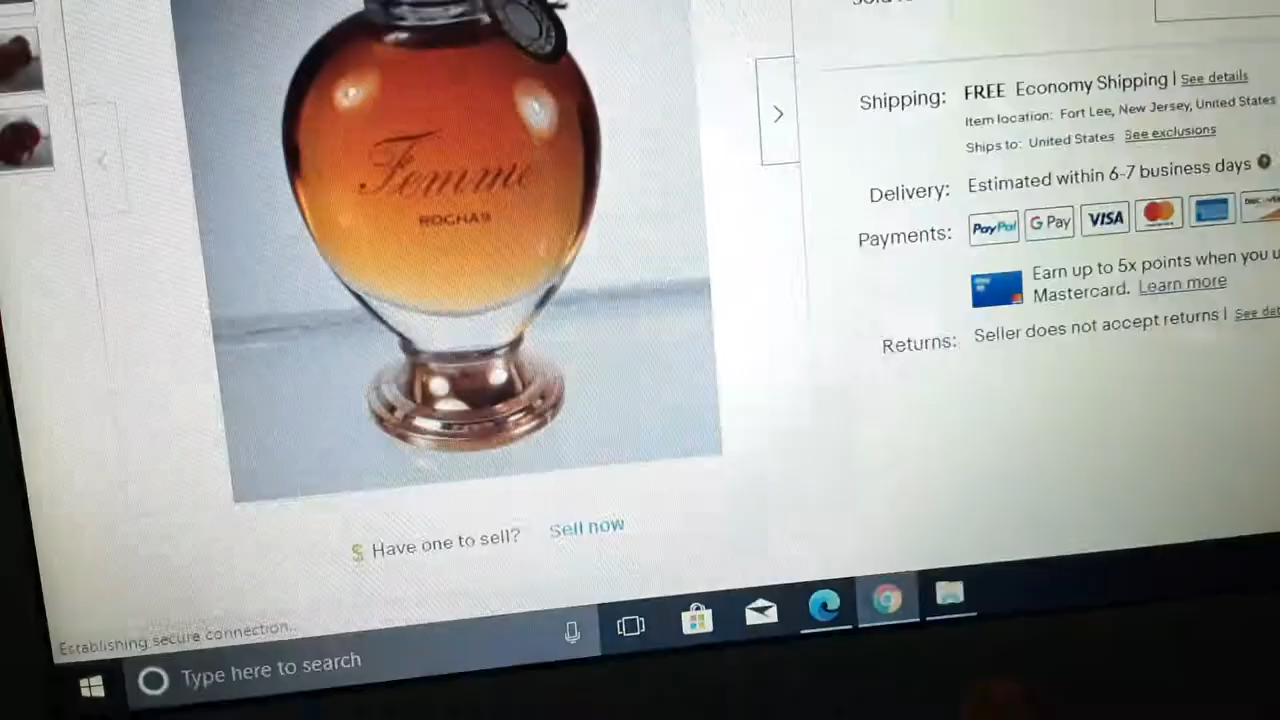 Femme
ROCHAS
Shipping: FREE Economy Shipping | See details
Item location: Fort Lee, New Jersey, United States
Ships to: United States See exclusions
Delivery: Estimated within 6-7 business days
Payments: PayPal G Pay VISA
Earn up to 5x points when you u
Mastercard. Learn more
Returns: Seller does not accept returns | See det
$ Have one to sell? Sell now
Establishing secure connection...
Type here to search